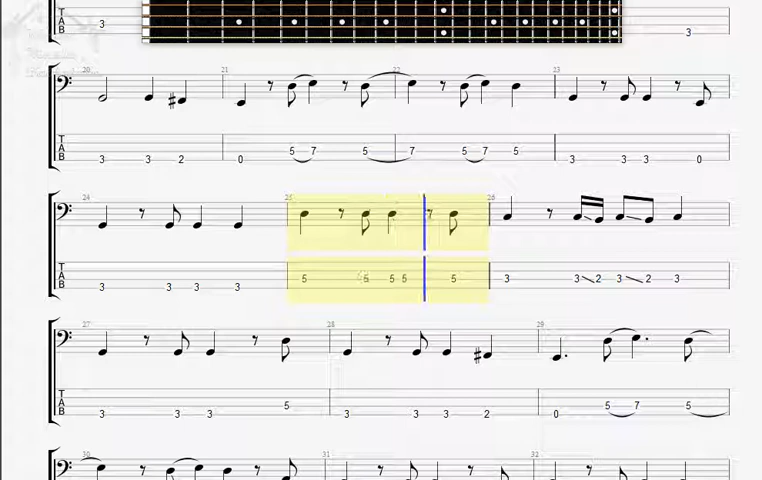 T
A
B
3
3
20
21
22
23
T
A
B
3 3 2 0 5 7 5 7 5 7 5 3 3 3 0
24
25
26
T
A
B
3 3 3 3 5 5 5 5 5 3 3 2 3 2 3
27
28
29
T
A
B
3 3 3 5 3 3 3 2 0 5 7 5
30
31
32